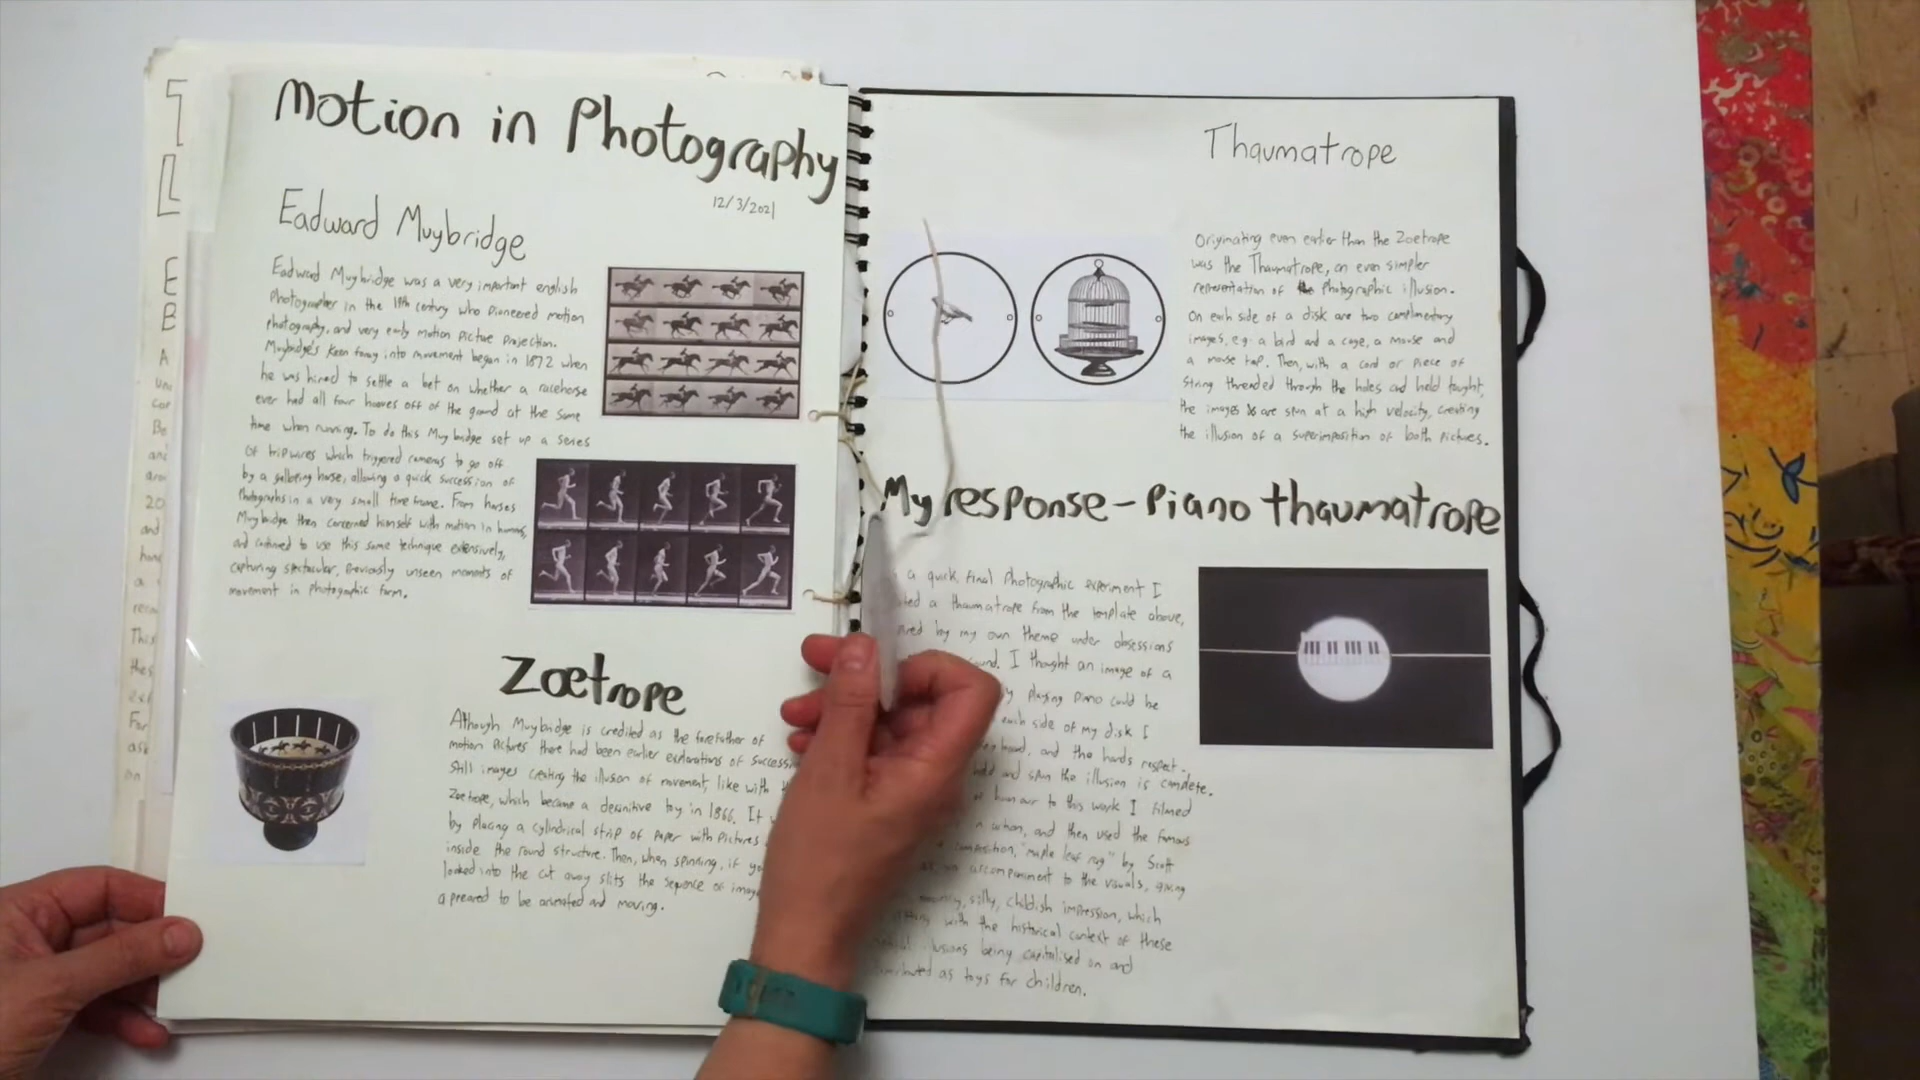 Motion in Photography
12/3/2021
Eadward Muybridge
Eadward Muybridge was a very important english
Photographer in the 19th century who pioneered motion
photography, and very early motion picture projection.
Muybridge's keen foray into movement began in 1872 when
he was hired to settle a bet on whether a racehorse
ever had all four hooves off of the ground at the same
time when running. To do this Muybridge set up a series
of tripwires which triggered cameras to go off
by a galloping horse, allowing a quick succession of
Photographs in a very small time frame. From horses
Muybridge then concerned himself with motion in humans,
and continued to use this same technique extensively,
capturing spectacular, previously unseen moments of
movement in photographic form.
Zoetrope
Although Muybridge is credited as the forefather of
motion pictures there had been earlier explorations of
Still images creating the illusion of movement, like with
Zoetrope, which became a definitive toy in 1866. It
by placing a cylindrical strip of paper with pictures
inside the round structure. Then, when spinning, if
looked into the cut away slits the sequence of
appeared to be animated and moving.
Thaumatrope
Originating even earlier than the Zoetrope
was the Thaumatrope, an even simpler
representation of photographic illusion.
On each side of a disk are two complimentary
images, e.g. a bird and a cage, a mouse and
a mouse trap. Then, with a cord or piece of
string threaded through the holes and held taught,
the images are spun at a high velocity, creating
the illusion of a superimposition of both pictures.
My response - Piano thaumatrope
a quick final photographic experiment I
a thaumatrope from the template above,
by my own theme under obsessions
I thought an image of a
playing piano could be
each side of my disk I
and the hands respect.
and spun the illusion is complete.
of humour to this work I filmed
action, and then used the famous
composition, "maple leaf rag" by Scott
accompaniment to the visuals, giving
silly, childish impression, which
with the historical context of these
illusions being capitalised on and
as toys for children.